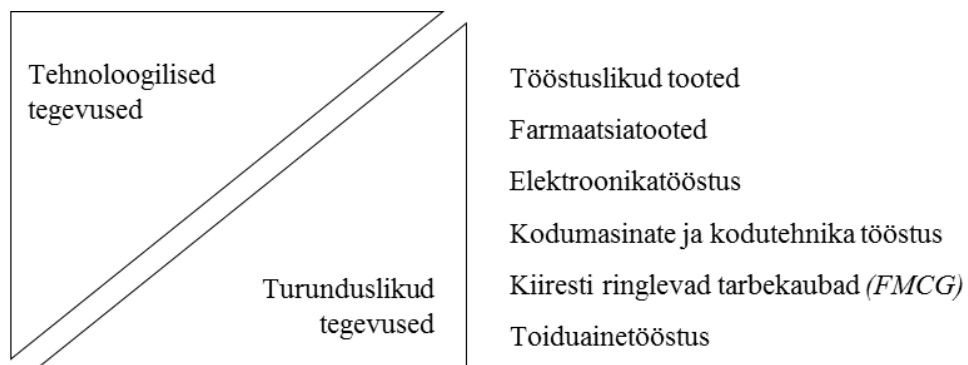 Tehnoloogilised
tegevused
Turunduslikud
tegevused
Tööstuslikud tooted
Farmaatsiatooted
Elektroonikatööstus
Kodumasinate ja kodutehnika tööstus
Kiiresti ringlevad tarbekaubad (FMCG)
Toiduainetööstus